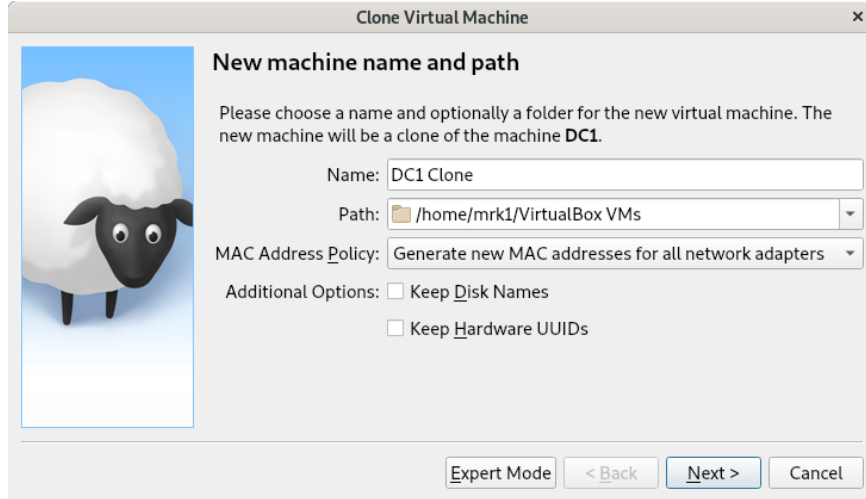 Clone Virtual Machine
×
New machine name and path
Please choose a name and optionally a folder for the new virtual machine. The
new machine will be a clone of the machine DC1.
Name: DC1 Clone
Path: /home/mrk1/VirtualBox VMs
MAC Address Policy: Generate new MAC addresses for all network adapters
Additional Options: Keep Disk Names
Keep Hardware UUIDs
Expert Mode < Back Next > Cancel